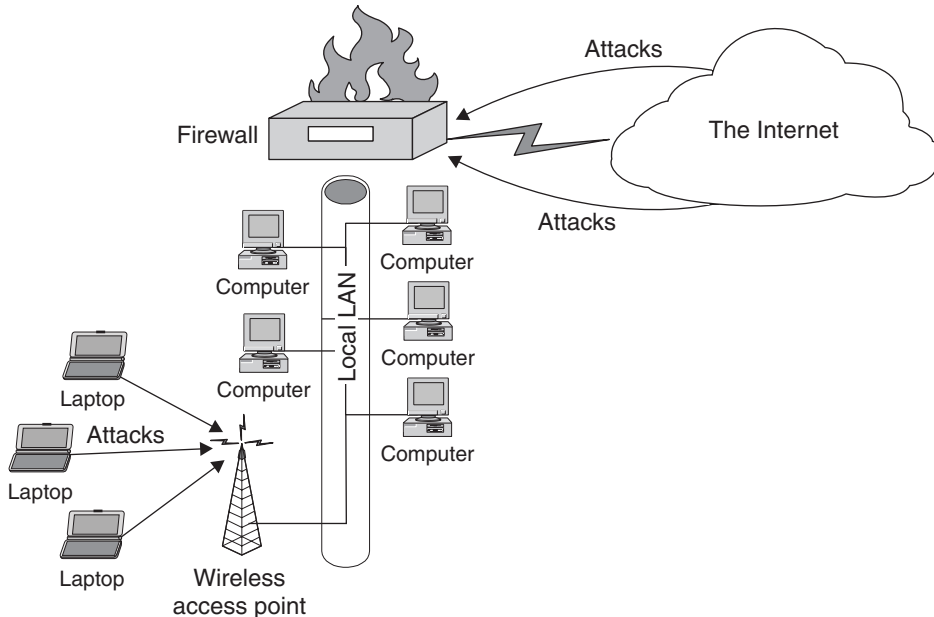 Attacks
Firewall
The Internet
Attacks
Computer
Computer
Local LAN
Computer
Computer
Laptop
Attacks
Computer
Laptop
Laptop
Wireless
access point